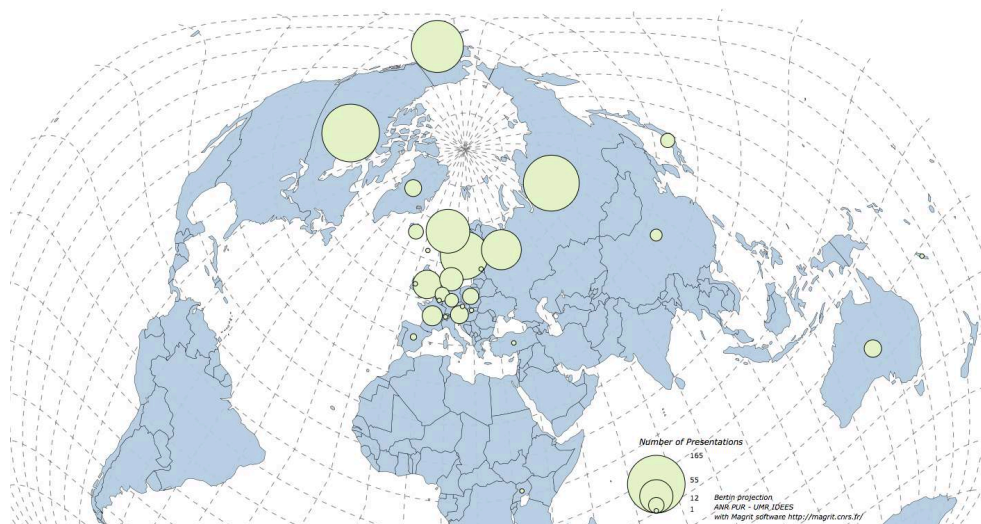 Number of Presentations
165
55
12
1
Bertin projection
ANR PUR - UMR IDEES
with Magrit software http://magrit.cnrs.fr/